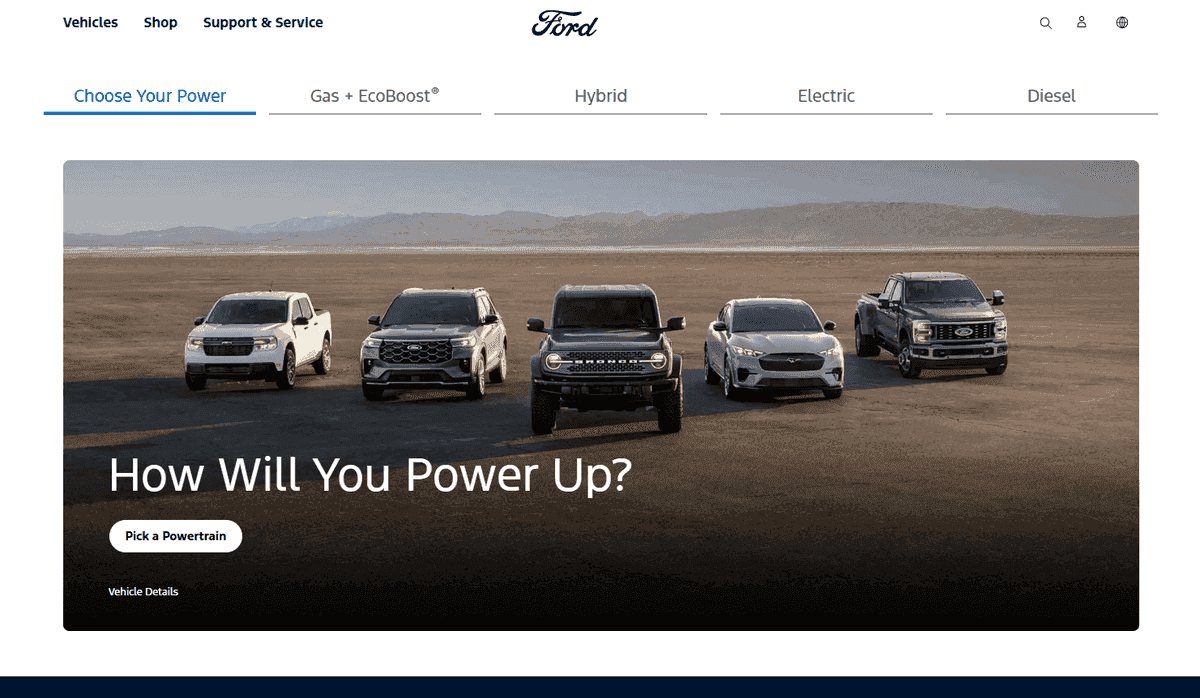 Vehicles
Shop
Support & Service
Ford
Choose Your Power
Gas + EcoBoost®
Hybrid
Electric
Diesel
BRONCO
How Will You Power Up?
Pick a Powertrain
Vehicle Details